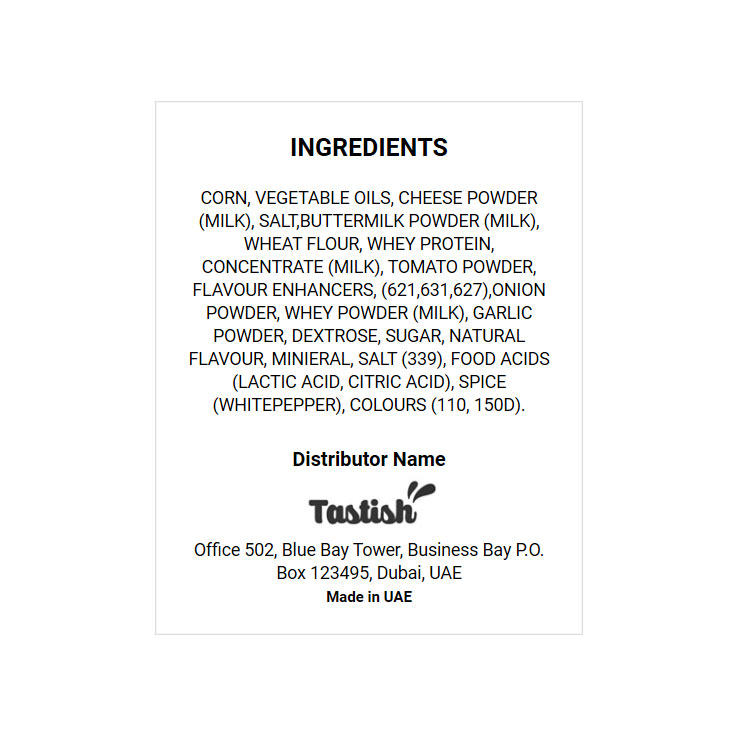 INGREDIENTS
CORN, VEGETABLE OILS, CHEESE POWDER
(MILK), SALT,BUTTERMILK POWDER (MILK),
WHEAT FLOUR, WHEY PROTEIN,
CONCENTRATE (MILK), TOMATO POWDER,
FLAVOUR ENHANCERS, (621,631,627),ONION
POWDER, WHEY POWDER (MILK), GARLIC
POWDER, DEXTROSE, SUGAR, NATURAL
FLAVOUR, MINIERAL, SALT (339), FOOD ACIDS
(LACTIC ACID, CITRIC ACID), SPICE
(WHITEPEPPER), COLOURS (110, 150D).
Distributor Name
Tastish
Office 502, Blue Bay Tower, Business Bay P.O.
Box 123495, Dubai, UAE
Made in UAE